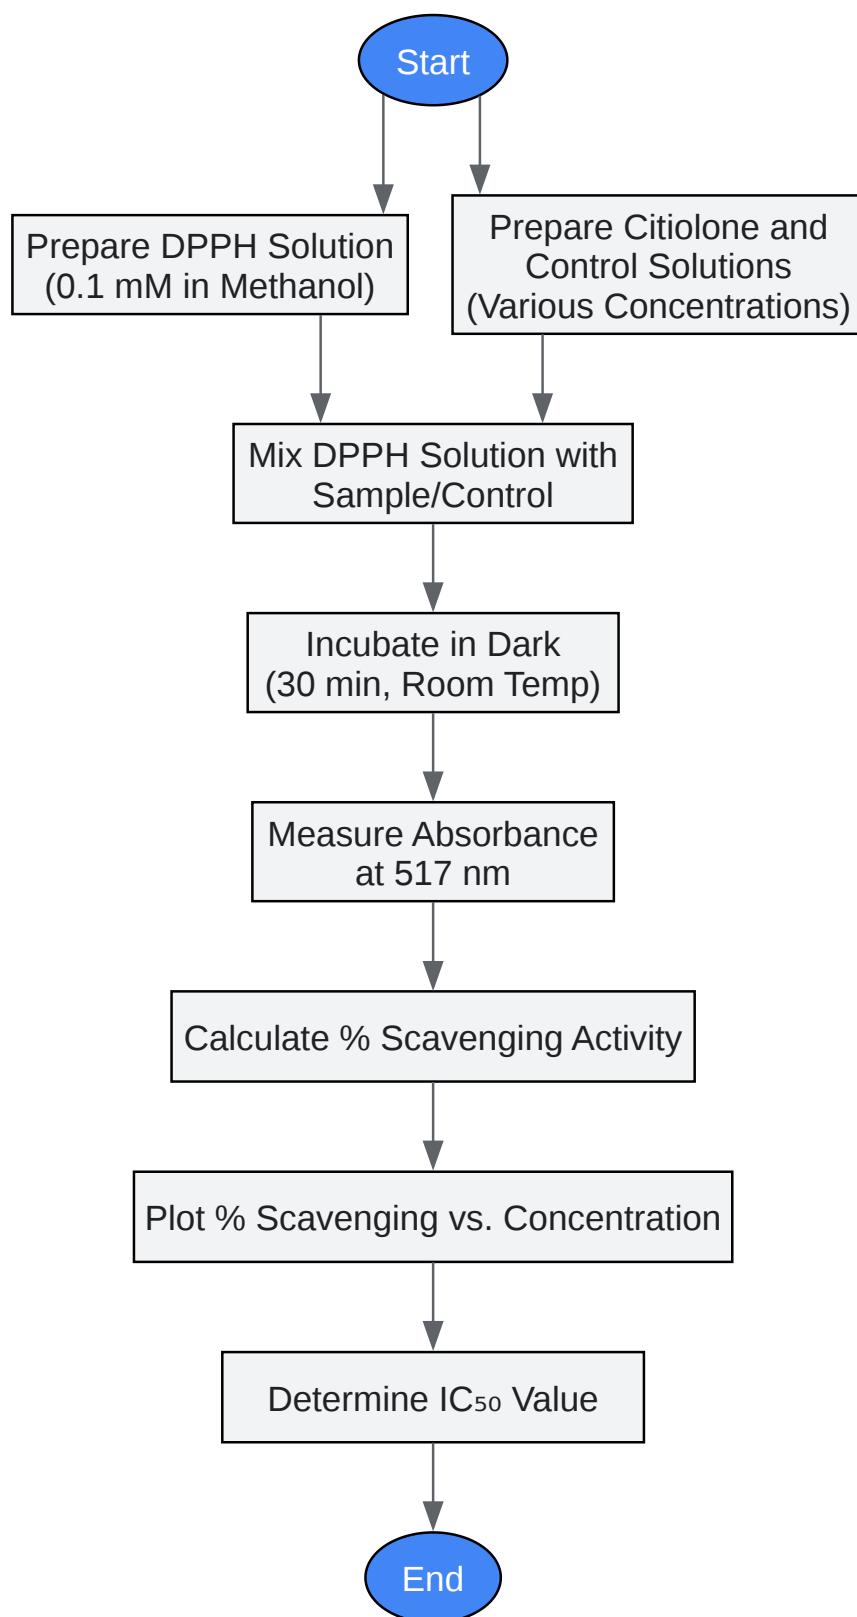 Start
Prepare DPPH Solution
(0.1 mM in Methanol)
Prepare Citiolone and
Control Solutions
(Various Concentrations)
Mix DPPH Solution with
Sample/Control
Incubate in Dark
(30 min, Room Temp)
Measure Absorbance
at 517 nm
Calculate % Scavenging Activity
Plot % Scavenging vs. Concentration
Determine IC₅₀ Value
End